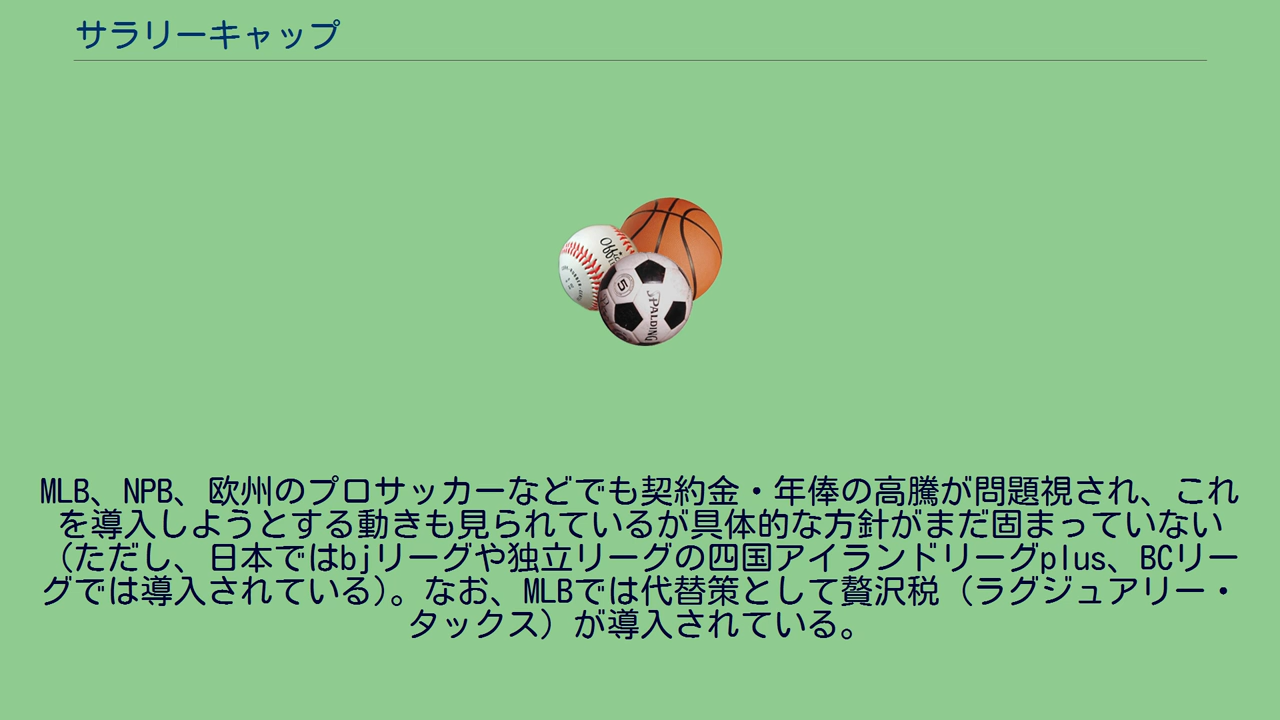 サラリーキャップ
Offic
5
SPALDING
MLB、NPB、欧州のプロサッカーなどでも契約金・年俸の高騰が問題視され、これ
を導入しようとする動きも見られているが具体的な方針がまだ固まっていない
（ただし、日本ではbjリーグや独立リーグの四国アイランドリーグplus、BCリー
グでは導入されている)。なお、MLBでは代替策として贅沢税（ラグジュアリー・
タックス）が導入されている。